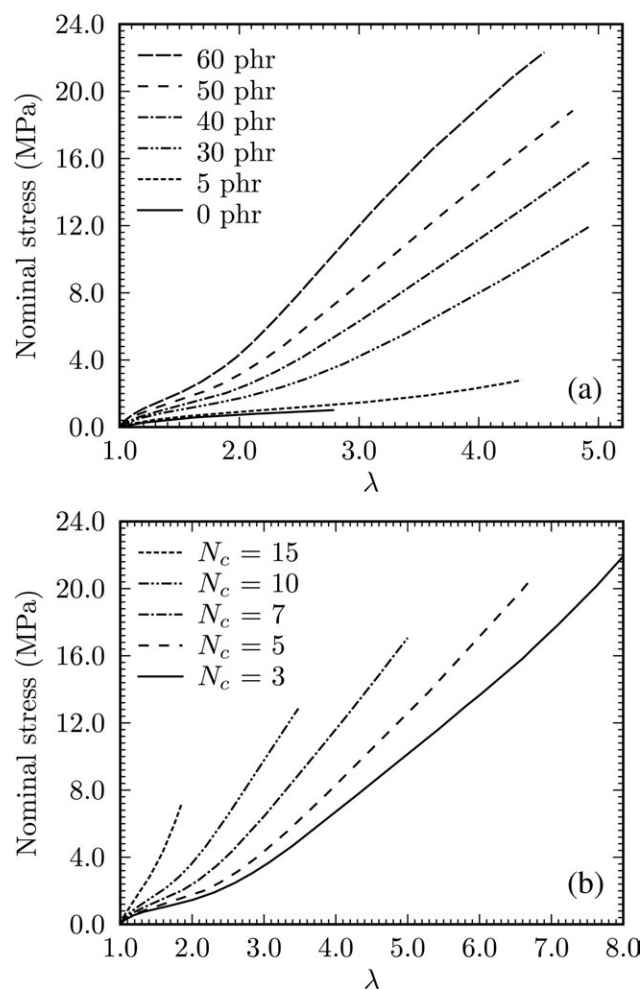 24.0
20.0
16.0
12.0
8.0
4.0
0.0
Nominal stress (MPa)
60 phr
50 phr
40 phr
30 phr
5 phr
0 phr
(a)
1.0 2.0 3.0 4.0 5.0
λ
24.0
20.0
16.0
12.0
8.0
4.0
0.0
Nominal stress (MPa)
N_c = 15
N_c = 10
N_c = 7
N_c = 5
N_c = 3
(b)
1.0 2.0 3.0 4.0 5.0 6.0 7.0 8.0
λ